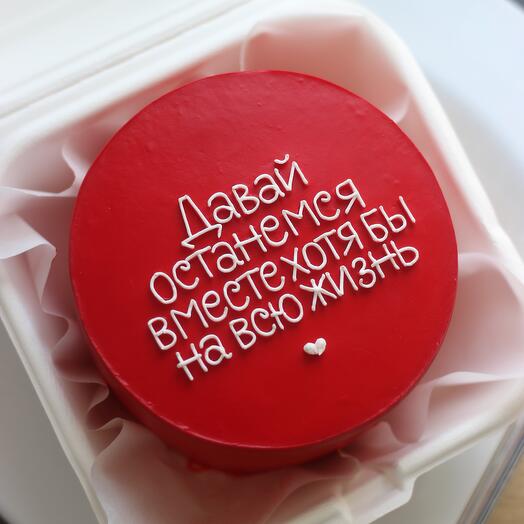 Давай
останемся
вместе хотя бы
на всю жизнь